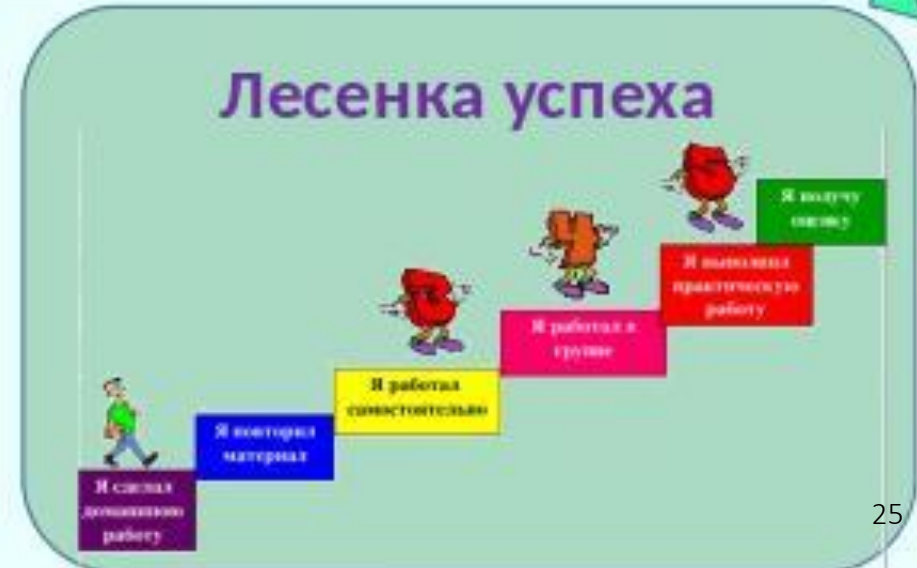 Лесенка успеха
Я получу
оценку
Я выполнил
практическую
работу
Я работал в
группе
Я работал
самостоятельно
Я повторил
материал
Я сделал
домашнюю
работу
25